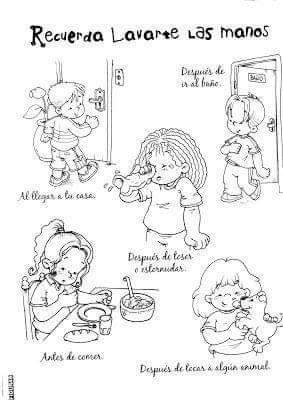 Recuerda Lavarte las manos
Después de
ir al baño.
BAÑO
Al llegar a tu casa.
Después de toser
o estornudar.
Antes de comer.
Después de tocar a algún animal.